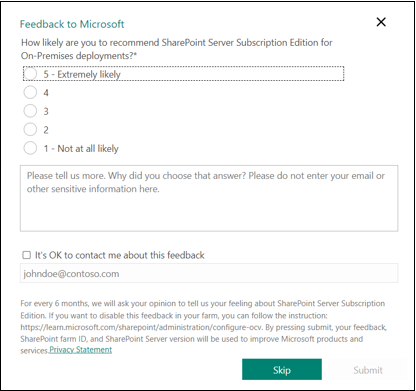 Feedback to Microsoft
How likely are you to recommend SharePoint Server Subscription Edition for
On-Premises deployments?*
5 - Extremely likely
4
3
2
1 - Not at all likely
Please tell us more. Why did you choose that answer? Please do not enter your email or
other sensitive information here.
It's OK to contact me about this feedback
johndoe@contoso.com
For every 6 months, we will ask your opinion to tell us your feeling about SharePoint Server Subscription
Edition. If you want to disable this feedback in your farm, you can follow the instruction:
https://learn.microsoft.com/sharepoint/administration/configure-ocv. By pressing submit, your feedback,
SharePoint farm ID, and SharePoint Server version will be used to improve Microsoft products and
services.Privacy Statement
Skip
Submit